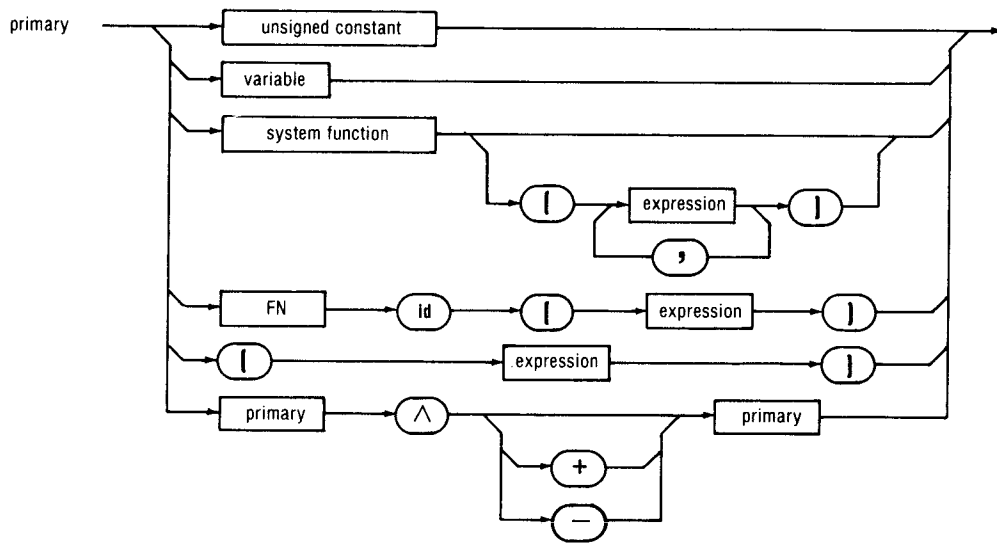 primary
unsigned constant
variable
system function
( expression )
,
FN id ( expression )
( .expression )
primary ^ primary
+
−